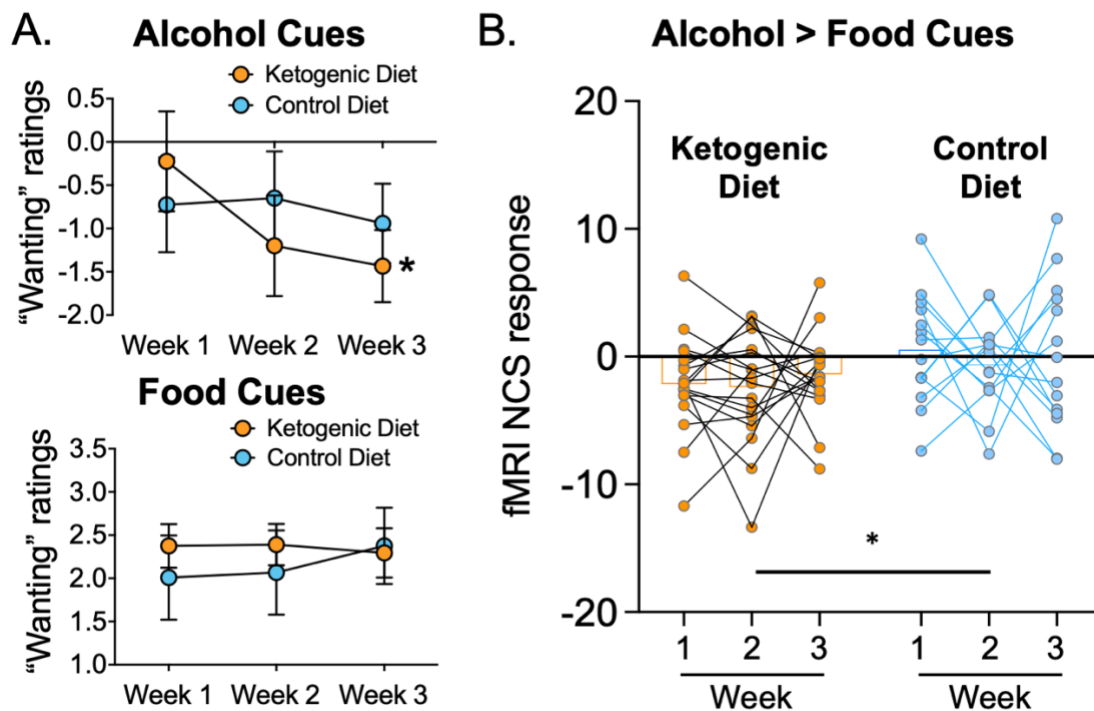 A.
Alcohol Cues
Ketogenic Diet
Control Diet
“Wanting” ratings
0.5
0.0
-0.5
-1.0
-1.5
-2.0
*
Week 1 Week 2 Week 3
Food Cues
Ketogenic Diet
Control Diet
“Wanting” ratings
3.5
3.0
2.5
2.0
1.5
1.0
Week 1 Week 2 Week 3
B.
Alcohol > Food Cues
Ketogenic
Diet
Control
Diet
fMRI NCS response
20
10
0
-10
-20
*
1 2 3 1 2 3
Week Week